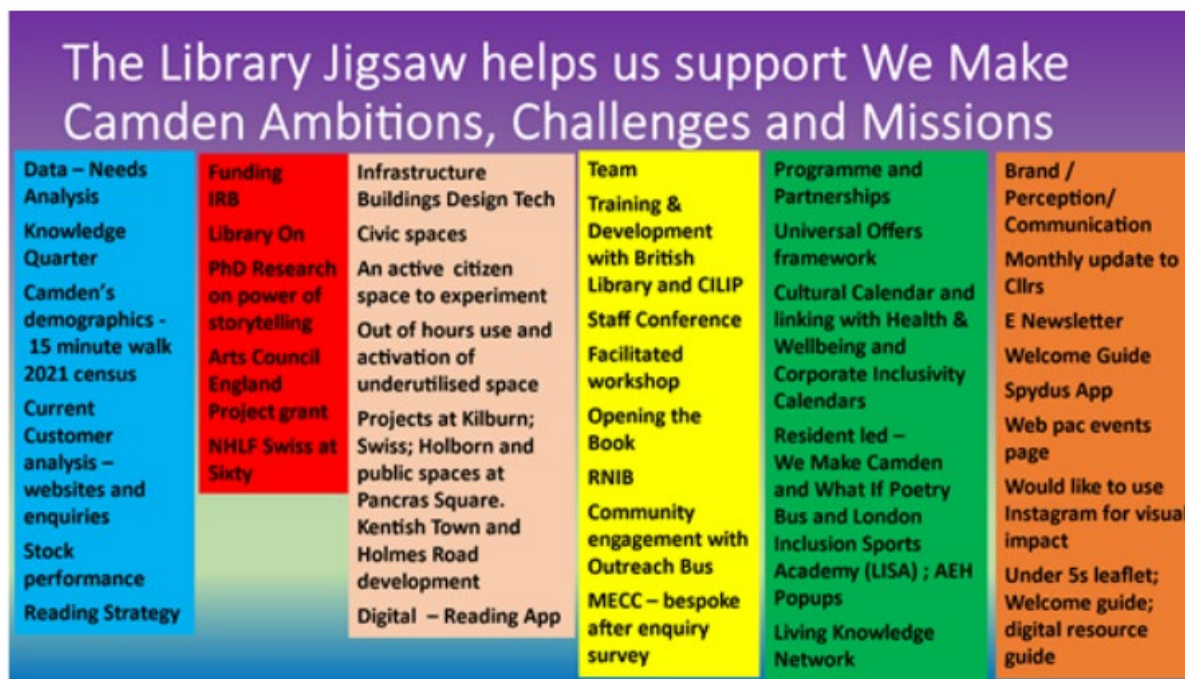 The Library Jigsaw helps us support We Make
Camden Ambitions, Challenges and Missions
Data – Needs
Analysis
Knowledge
Quarter
Camden's
demographics -
15 minute walk
2021 census
Current
Customer
analysis –
websites and
enquiries
Stock
performance
Reading Strategy
Funding
IRB
Library On
PhD Research
on power of
storytelling
Arts Council
England
Project grant
NHLF Swiss at
Sixty
Infrastructure
Buildings Design Tech
Civic spaces
An active citizen
space to experiment
Out of hours use and
activation of
underutilised space
Projects at Kilburn;
Swiss; Holborn and
public spaces at
Pancras Square.
Kentish Town and
Holmes Road
development
Digital – Reading App
Team
Training &
Development
with British
Library and CILIP
Staff Conference
Facilitated
workshop
Opening the
Book
RNIB
Community
engagement with
Outreach Bus
MECC – bespoke
after enquiry
survey
Programme and
Partnerships
Universal Offers
framework
Cultural Calendar and
linking with Health &
Wellbeing and
Corporate Inclusivity
Calendars
Resident led –
We Make Camden
and What If Poetry
Bus and London
Inclusion Sports
Academy (LISA) ; AEH
Popups
Living Knowledge
Network
Brand /
Perception/
Communication
Monthly update to
Cllrs
E Newsletter
Welcome Guide
Spydus App
Web pac events
page
Would like to use
Instagram for visual
impact
Under 5s leaflet;
Welcome guide;
digital resource
guide